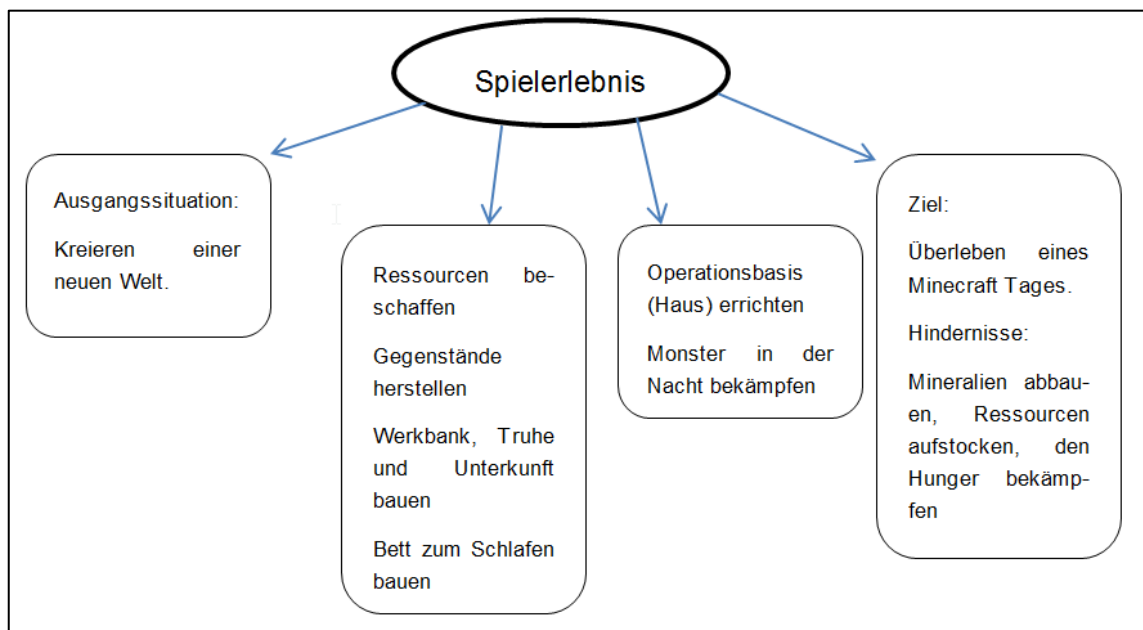 Spielerlebnis
Ausgangssituation:
Kreieren einer
neuen Welt.
Ressourcen be-
schaffen
Gegenstände
herstellen
Werkbank, Truhe
und Unterkunft
bauen
Bett zum Schlafen
bauen
Operationsbasis
(Haus) errichten
Monster in der
Nacht bekämpfen
Ziel:
Überleben eines
Minecraft Tages.
Hindernisse:
Mineralien abbau-
en, Ressourcen
aufstocken, den
Hunger bekämp-
fen